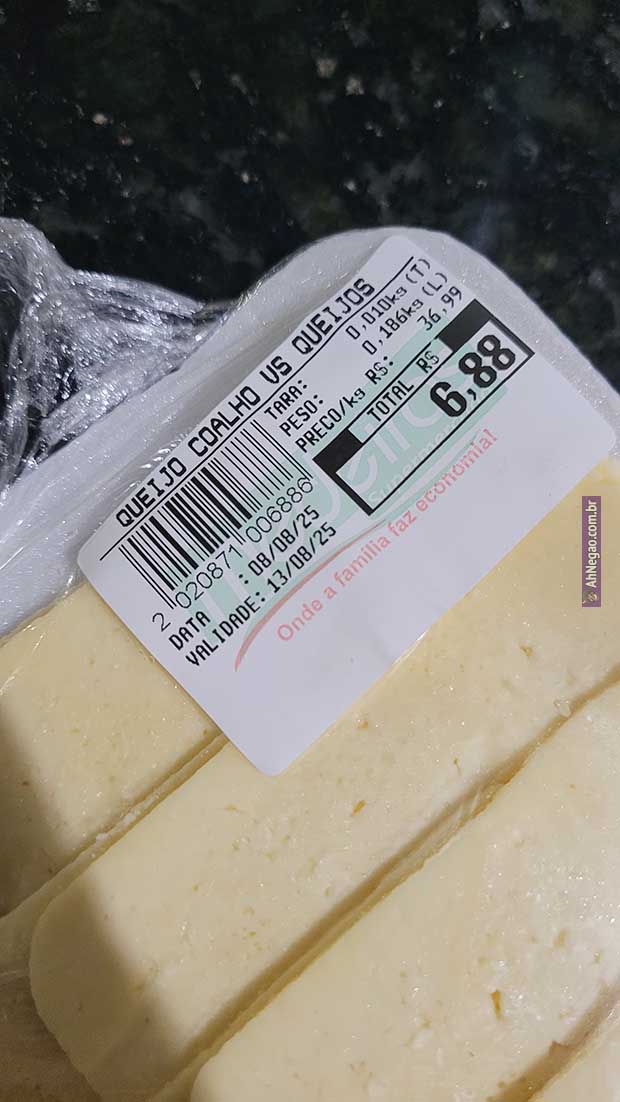 QUEIJO COALHO VS QUEIJOS
TARA: 0,010kg (T)
PESO: 0,186kg (L)
PRECO/kg R$: 36,99
TOTAL R$
6,88
2 020871 006886
DATA : 08/08/25
VALIDADE: 13/08/25
Onde a família faz economia!
AhNegao.com.br